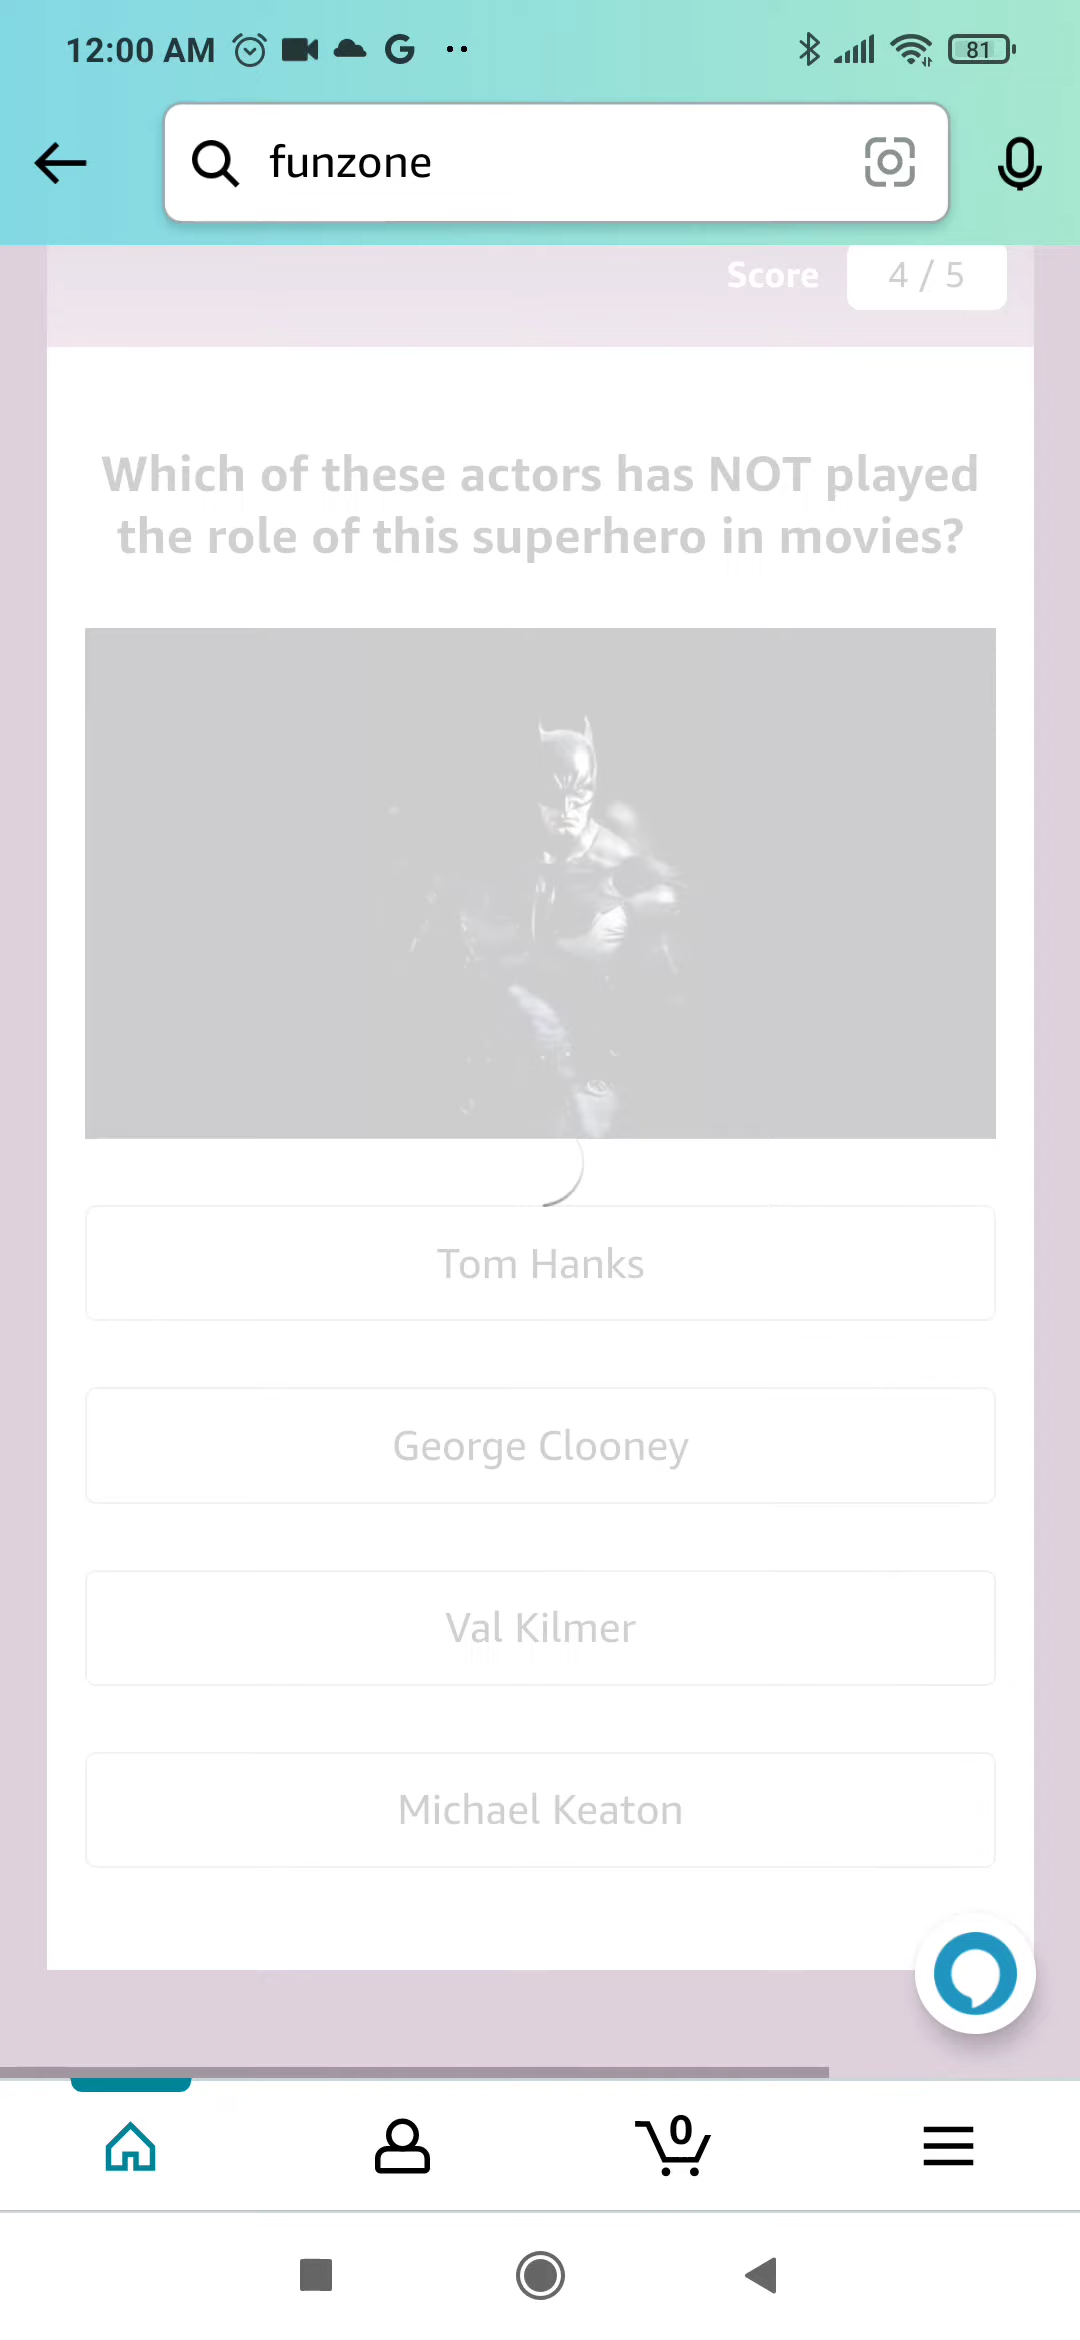 12:00 AM
81
funzone
Score 4 / 5
Which of these actors has NOT played
the role of this superhero in movies?
Tom Hanks
George Clooney
Val Kilmer
Michael Keaton
0